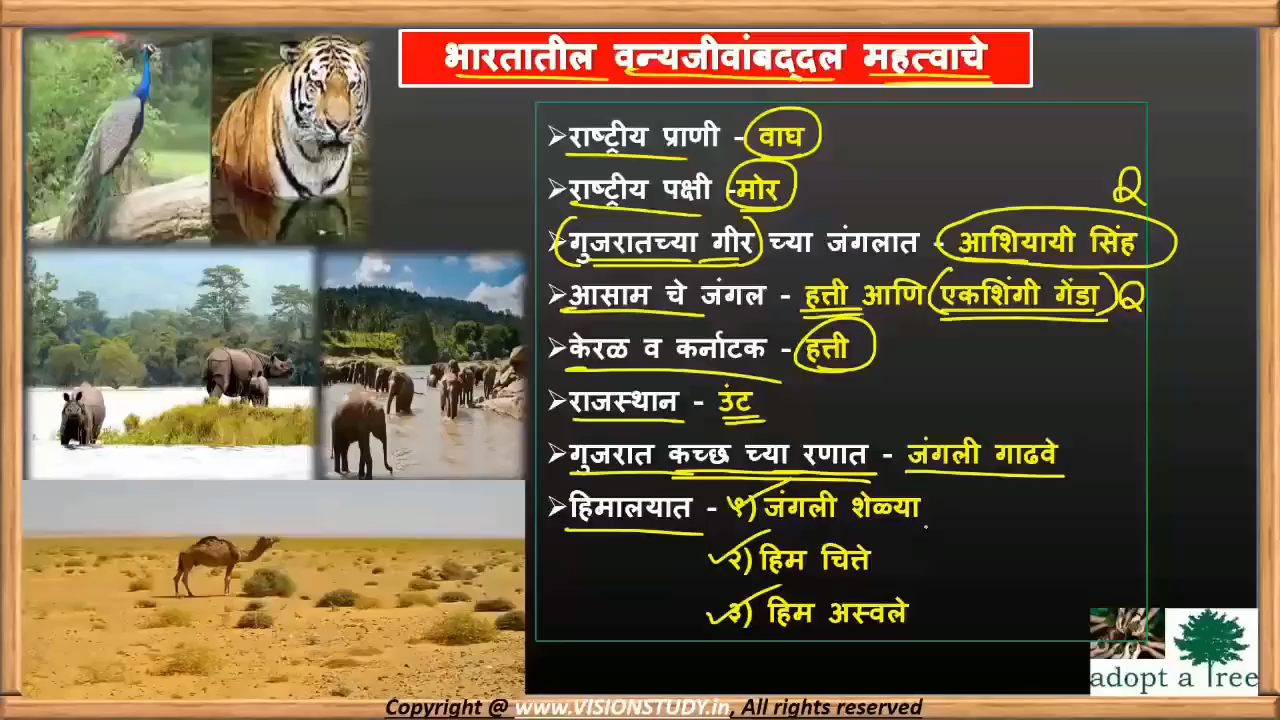 भारतातील वन्यजीवांबद्दल महत्वाचे
➢राष्ट्रीय प्राणी - वाघ
➢राष्ट्रीय पक्षी -मोर
Q
➢गुजरातच्या गीर च्या जंगलात - आशियायी सिंह
➢आसाम चे जंगल - हत्ती आणि एकशिंगी गेंडा Q
➢केरळ व कर्नाटक - हत्ती
➢राजस्थान - उंट
➢गुजरात कच्छ च्या रणात - जंगली गाढवे
➢हिमालयात - १) जंगली शेळ्या
२) हिम चित्ते
३) हिम अस्वले
adopt a Tree
Copyright @ www.VISIONSTUDY.in, All rights reserved